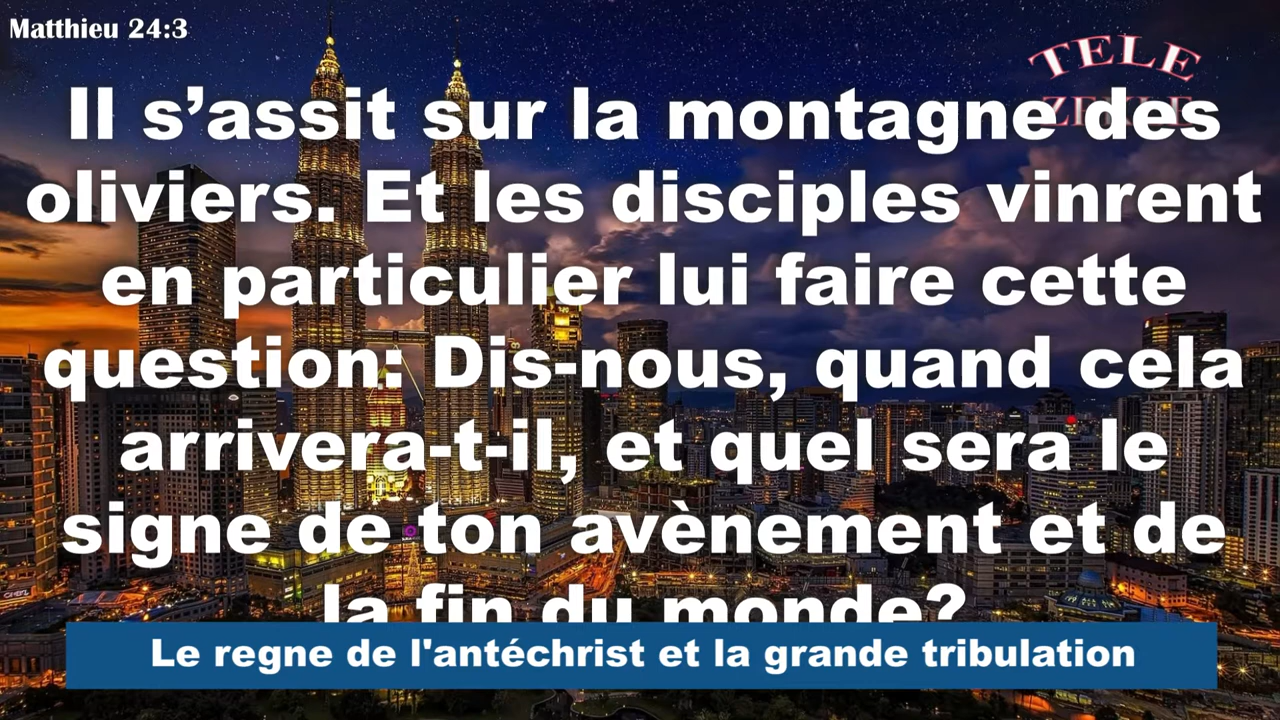 Matthieu 24:3
TELE
Il s’assit sur la montagne des
oliviers. Et les disciples vinrent
en particulier lui faire cette
question: Dis-nous, quand cela
arrivera-t-il, et quel sera le
signe de ton avènement et de
la fin du monde?
Le regne de l'antéchrist et la grande tribulation